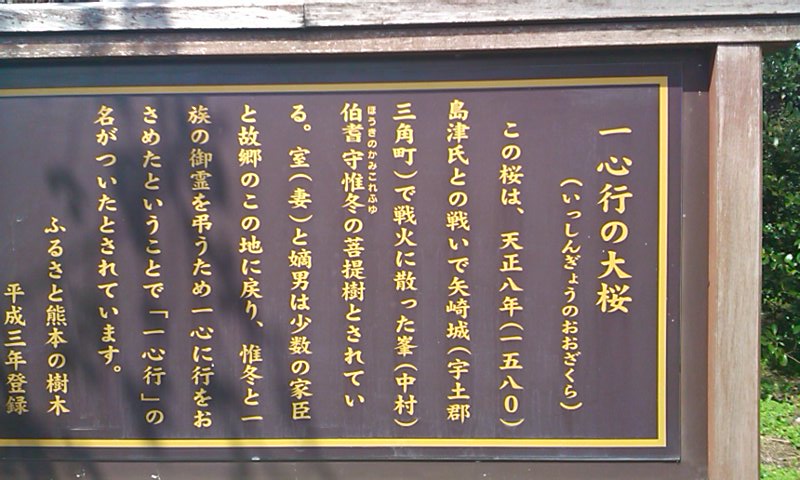 一心行の大桜
(いっしんぎょうのおおざくら)
この桜は、天正八年(一五八〇)
島津氏との戦いで矢崎城(宇土郡
三角町)で戦火に散った峯(中村)
ほうきのかみこれふゆ
伯耆守惟冬の菩提樹とされてい
る。室(妻)と嫡男は少数の家臣
と故郷のこの地に戻り、惟冬と一
族の御霊を弔うため一心に行をお
さめたということで「一心行」の
名がついたとされています。
ふるさと熊本の樹木
平成三年登録